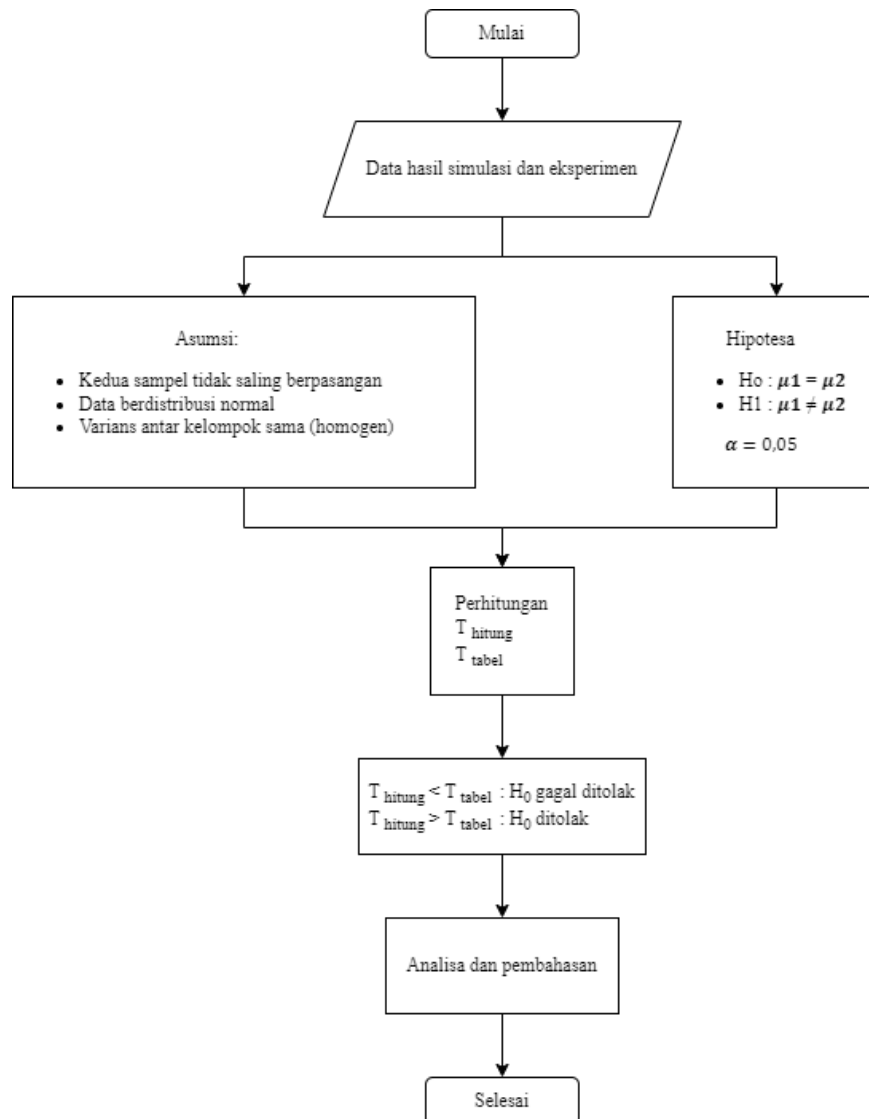 Mulai
Data hasil simulasi dan eksperimen
Asumsi:
• Kedua sampel tidak saling berpasangan
• Data berdistribusi normal
• Varians antar kelompok sama (homogen)
Hipotesa
• Ho : μ1 = μ2
• H1 : μ1 ≠ μ2
α = 0,05
Perhitungan
T hitung
T tabel
T hitung < T tabel : H₀ gagal ditolak
T hitung > T tabel : H₀ ditolak
Analisa dan pembahasan
Selesai